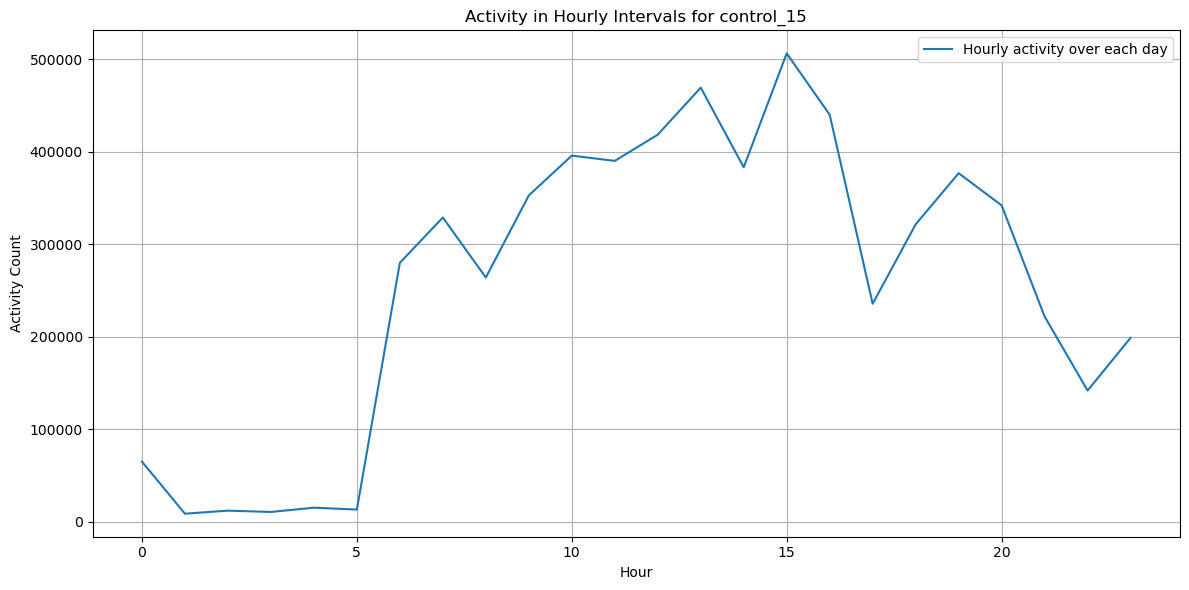 Activity in Hourly Intervals for control_15
Hourly activity over each day
Activity Count
500000
400000
300000
200000
100000
0
0 5 10 15 20
Hour